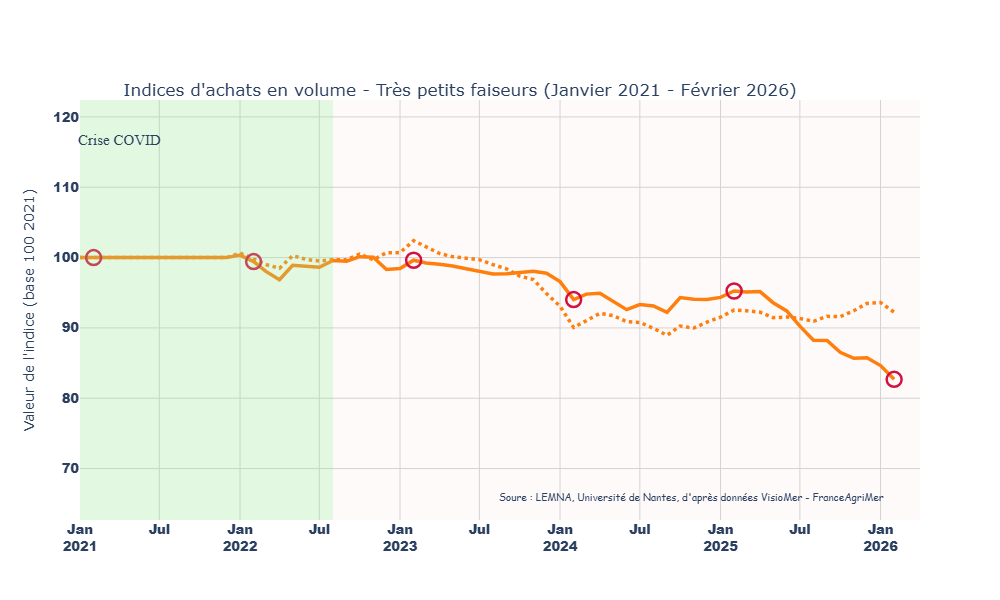 Indices d'achats en volume - Très petits faiseurs (Janvier 2021 - Février 2026)
120
Crise COVID
110
100
90
80
70
Valeur de l'indice (base 100 2021)
Soure : LEMNA, Université de Nantes, d'après données VisioMer - FranceAgriMer
Jan Jul Jan Jul Jan Jul Jan Jul Jan Jul Jan
2021 2022 2023 2024 2025 2026